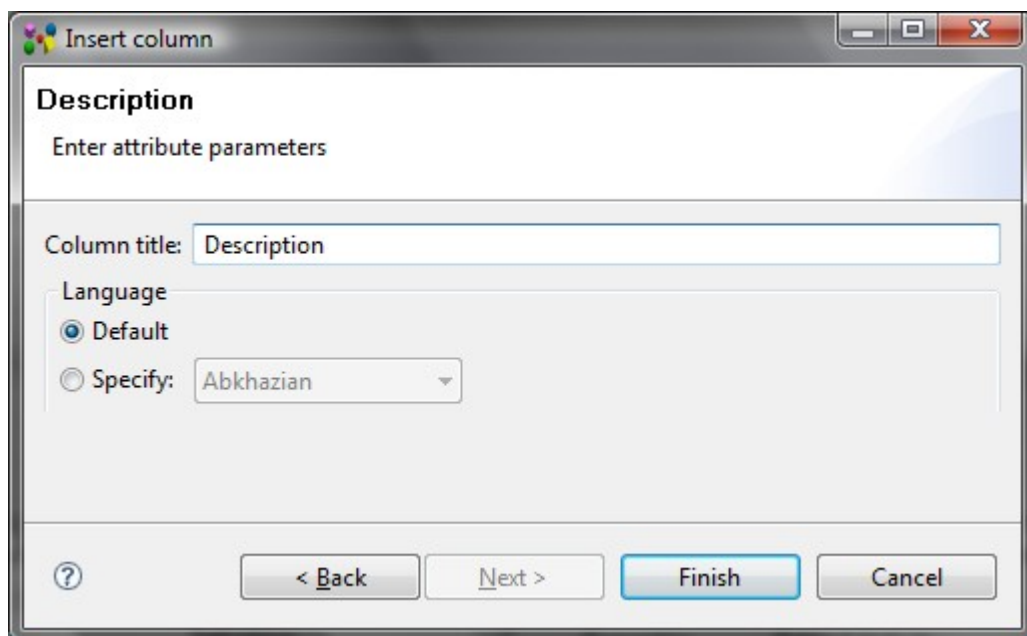 Insert column
Description
Enter attribute parameters
Column title: Description
Language
Default
Specify: Abkhazian
? < Back Next > Finish Cancel